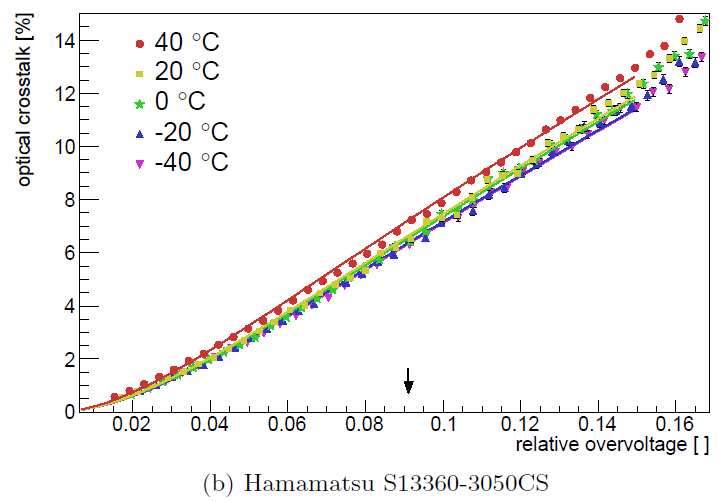 optical crosstalk [%]
14
12
10
8
6
4
2
0
40 °C
20 °C
0 °C
-20 °C
-40 °C
0.02 0.04 0.06 0.08 0.1 0.12 0.14 0.16
relative overvoltage [ ]
(b) Hamamatsu S13360-3050CS